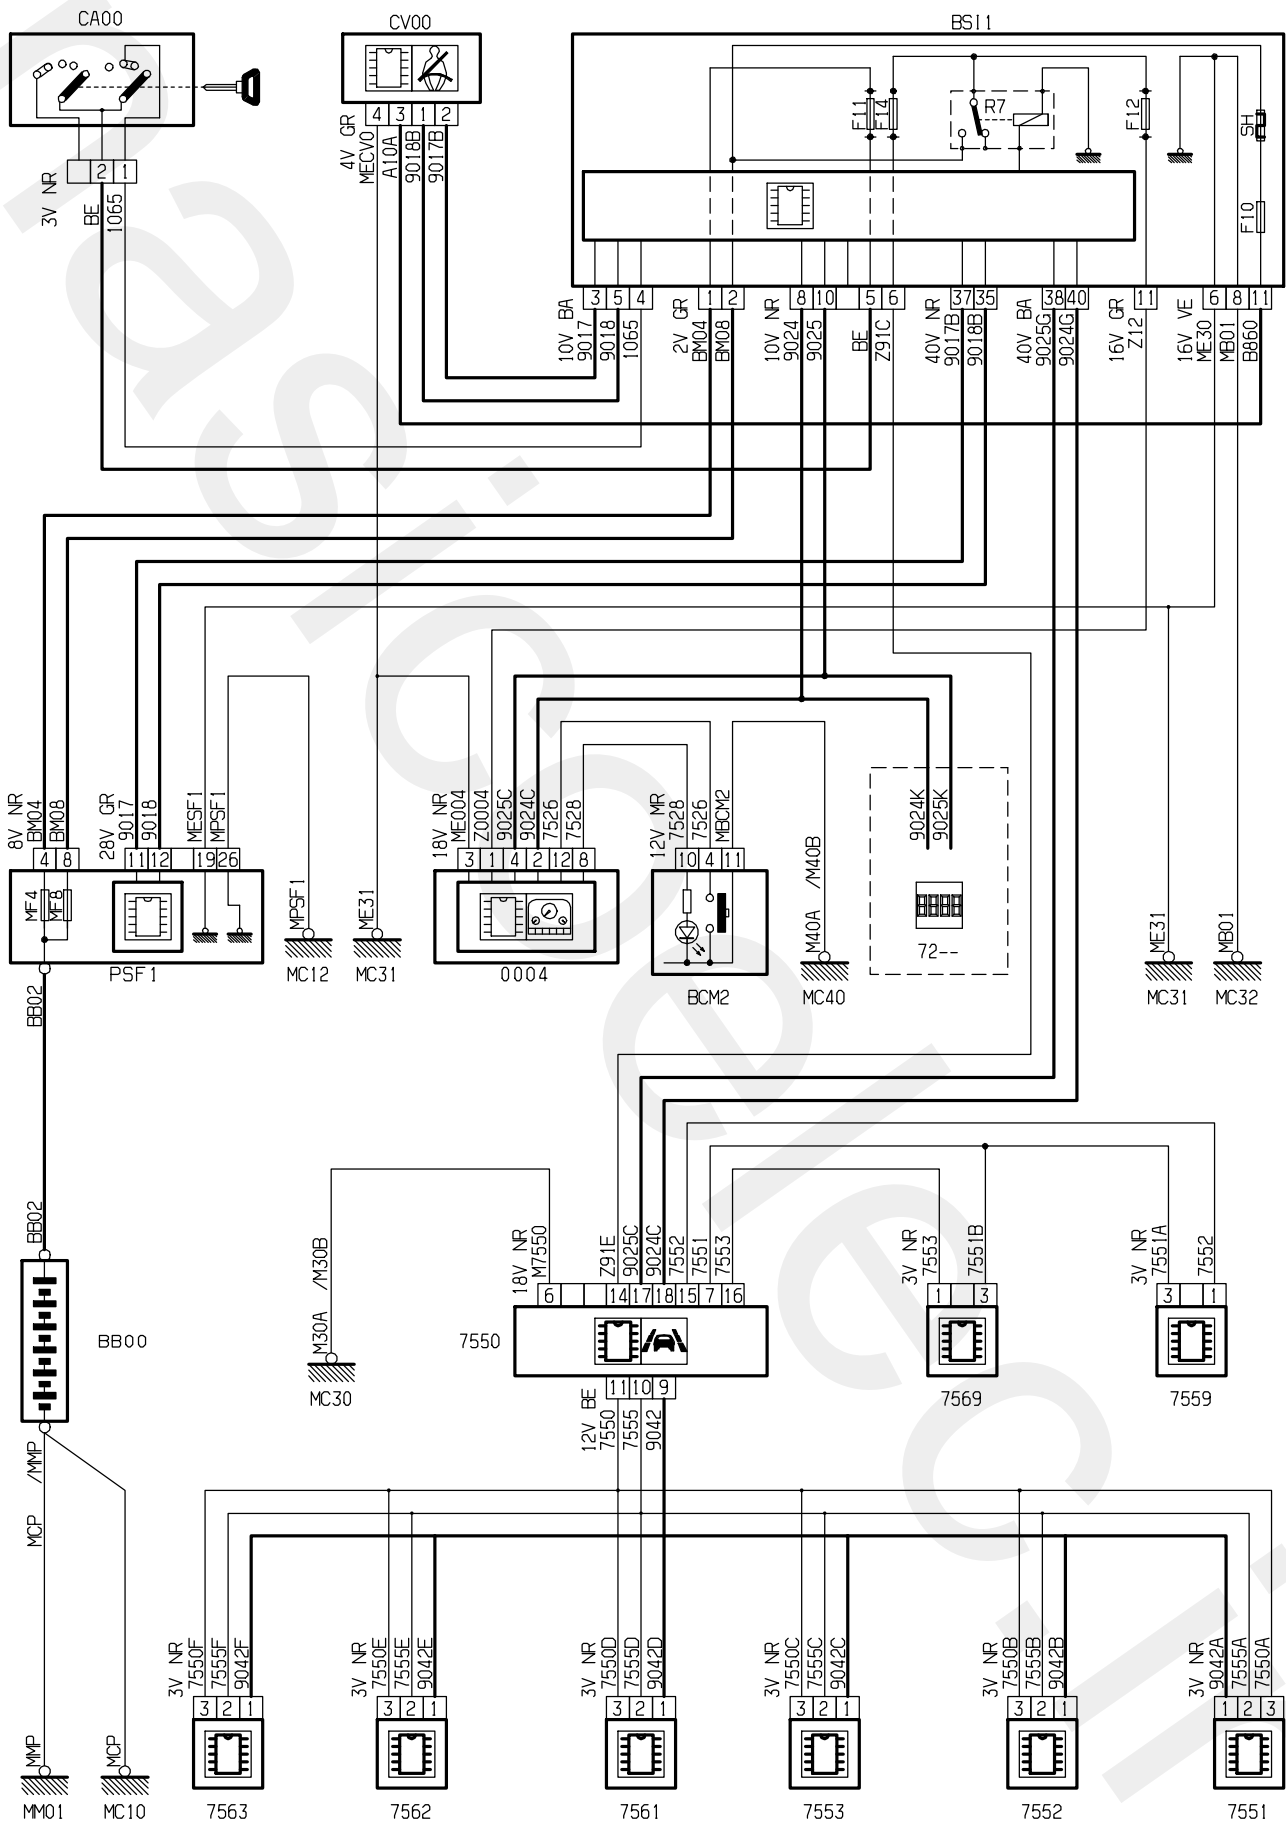 CA00
CV00
BSI1
F11
F14
R7
F12
SH
F10
2 1
3V NR
BE
1065
4 3 1 2
4V GR
MECV0
A10A
9018B
9017B
3 5 4
10V BA
9017
9018
1065
1 2
2V GR
BM04
BM08
8 10 5 6
10V NR
9024
9025
BE
Z91C
37 35
40V NR
9017B
9018B
38 40
40V BA
9025G
9024G
11
16V GR
Z12
6 8 11
16V VE
ME30
MB01
B860
8V NR
BM04
BM08
4 8
28V GR
9017
9018
MESF1
MPSF1
11 12 19 26
MF4
MF8
PSF1
MPSF1
MC12
ME31
MC31
18V NR
ME004
Z0004
9025C
9024C
7526
7528
3 1 4 2 12 8
0004
12V MR
7528
7526
MBCM2
10 4 11
BCM2
M40A /M40B
MC40
9024K
9025K
72--
ME31
MC31
MB01
MC32
BB02
BB02
BB00
MCP /MMP
MMP
MM01
MCP
MC10
M30A /M30B
MC30
18V NR
M7550
Z91E
9025C
9024C
7552
7551
7553
6 14 17 18 15 7 16
7550
11 10 9
12V BE
7550
7555
9042
3V NR
7553
7551B
1 3
7569
3V NR
7551A
7552
3 1
7559
3V NR
7550F
7555F
9042F
3 2 1
7563
3V NR
7550E
7555E
9042E
3 2 1
7562
3V NR
7550D
7555D
9042D
3 2 1
7561
3V NR
7550C
7555C
9042C
3 2 1
7553
3V NR
7550B
7555B
9042B
3 2 1
7552
3V NR
9042A
7555A
7550A
1 2 3
7551